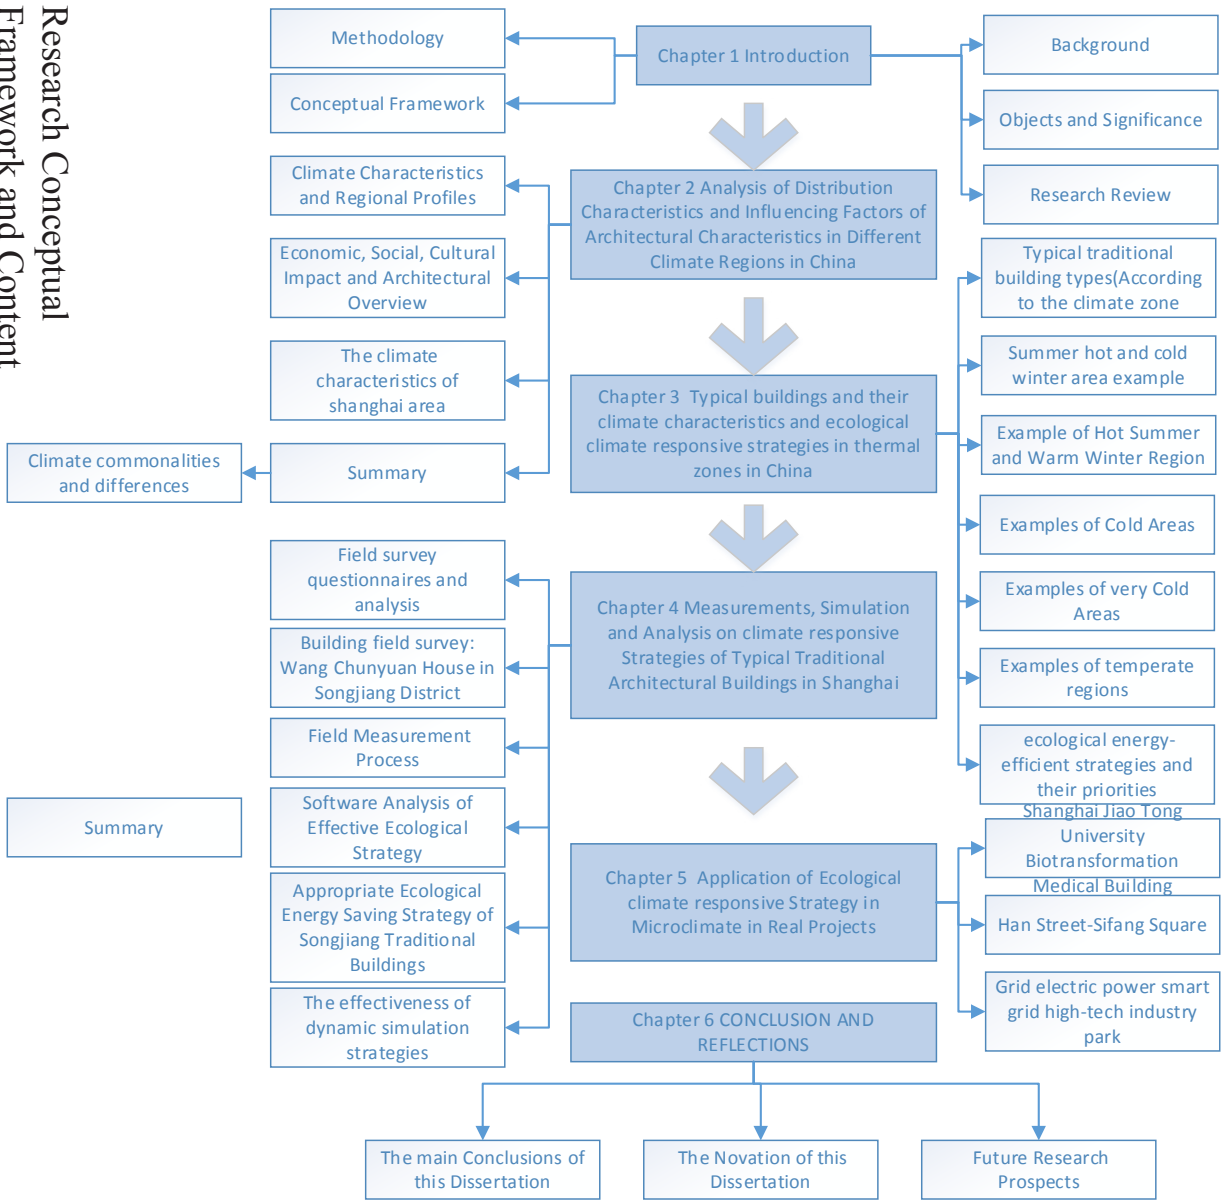 Research Conceptual
Framework and Content
Chapter 1 Introduction
Methodology
Conceptual Framework
Background
Objects and Significance
Research Review
Chapter 2 Analysis of Distribution
Characteristics and Influencing Factors of
Architectural Characteristics in Different
Climate Regions in China
Climate Characteristics
and Regional Profiles
Economic, Social, Cultural
Impact and Architectural
Overview
The climate
characteristics of
shanghai area
Summary
Climate commonalities
and differences
Chapter 3 Typical buildings and their
climate characteristics and ecological
climate responsive strategies in thermal
zones in China
Typical traditional
building types(According
to the climate zone
Summer hot and cold
winter area example
Example of Hot Summer
and Warm Winter Region
Examples of Cold Areas
Examples of very Cold
Areas
Examples of temperate
regions
ecological energy-
efficient strategies and
their priorities
Chapter 4 Measurements, Simulation
and Analysis on climate responsive
Strategies of Typical Traditional
Architectural Buildings in Shanghai
Field survey
questionnaires and
analysis
Building field survey:
Wang Chunyuan House in
Songjiang District
Field Measurement
Process
Software Analysis of
Effective Ecological
Strategy
Appropriate Ecological
Energy Saving Strategy of
Songjiang Traditional
Buildings
The effectiveness of
dynamic simulation
strategies
Summary
Chapter 5 Application of Ecological
climate responsive Strategy in
Microclimate in Real Projects
Shanghai Jiao Tong
University
Biotransformation
Medical Building
Han Street-Sifang Square
Grid electric power smart
grid high-tech industry
park
Chapter 6 CONCLUSION AND
REFLECTIONS
The main Conclusions of
this Dissertation
The Novation of this
Dissertation
Future Research
Prospects